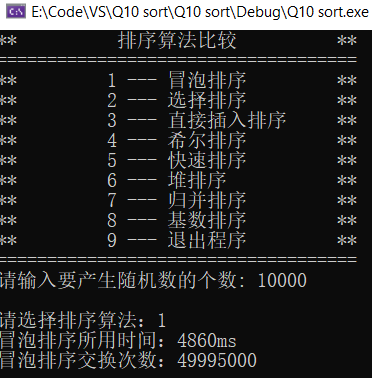 E:\Code\VS\Q10 sort\Q10 sort\Debug\Q10 sort.exe
** 排序算法比较 **
====================================
** 1 --- 冒泡排序 **
** 2 --- 选择排序 **
** 3 --- 直接插入排序 **
** 4 --- 希尔排序 **
** 5 --- 快速排序 **
** 6 --- 堆排序 **
** 7 --- 归并排序 **
** 8 --- 基数排序 **
** 9 --- 退出程序 **
====================================
请输入要产生随机数的个数: 10000
请选择排序算法: 1
冒泡排序所用时间: 4860ms
冒泡排序交换次数: 49995000